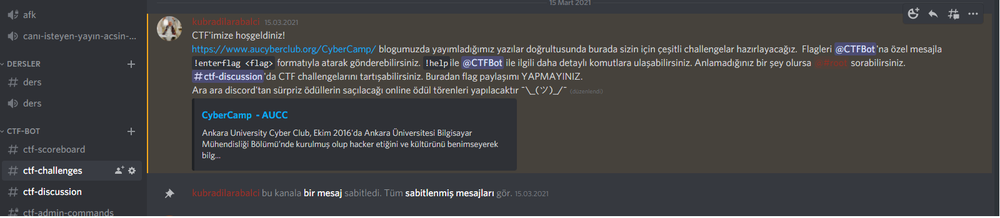 afk
canı-isteyen-yayın-acsin-...
DERSLER
ders
ders
CTF-BOT
ctf-scoreboard
ctf-challenges
ctf-discussion
ctf-admin-commands
15 Mart 2021
kubradilarabalci 15.03.2021
CTF'imize hoşgeldiniz!
https://www.aucyberclub.org/CyberCamp/ blogumuzda yayımladığımız yazılar doğrultusunda burada sizin için çeşitli challengelar hazırlayacağız. Flagleri @CTFBot'na özel mesajla
!enterflag <flag> formatıyla atarak gönderebilirsiniz. !help ile @CTFBot ile ilgili daha detaylı komutlara ulaşabilirsiniz. Anlamadığınız bir şey olursa @#root sorabilirsiniz.
#ctf-discussion'da CTF challengelarını tartışabilirsiniz. Buradan flag paylaşımı YAPMAYINIZ.
Ara ara discord'tan sürpriz ödüllerin saçılacağı online ödül törenleri yapılacaktır ¯\_(ツ)_/¯ (düzenlendi)
CyberCamp - AUCC
Ankara University Cyber Club, Ekim 2016'da Ankara Üniversitesi Bilgisayar
Mühendisliği Bölümü'nde kurulmuş olup hacker etiğini ve kültürünü benimseyerek
bilg...
kubradilarabalci bu kanala bir mesaj sabitledi. Tüm sabitlenmiş mesajları gör. 15.03.2021